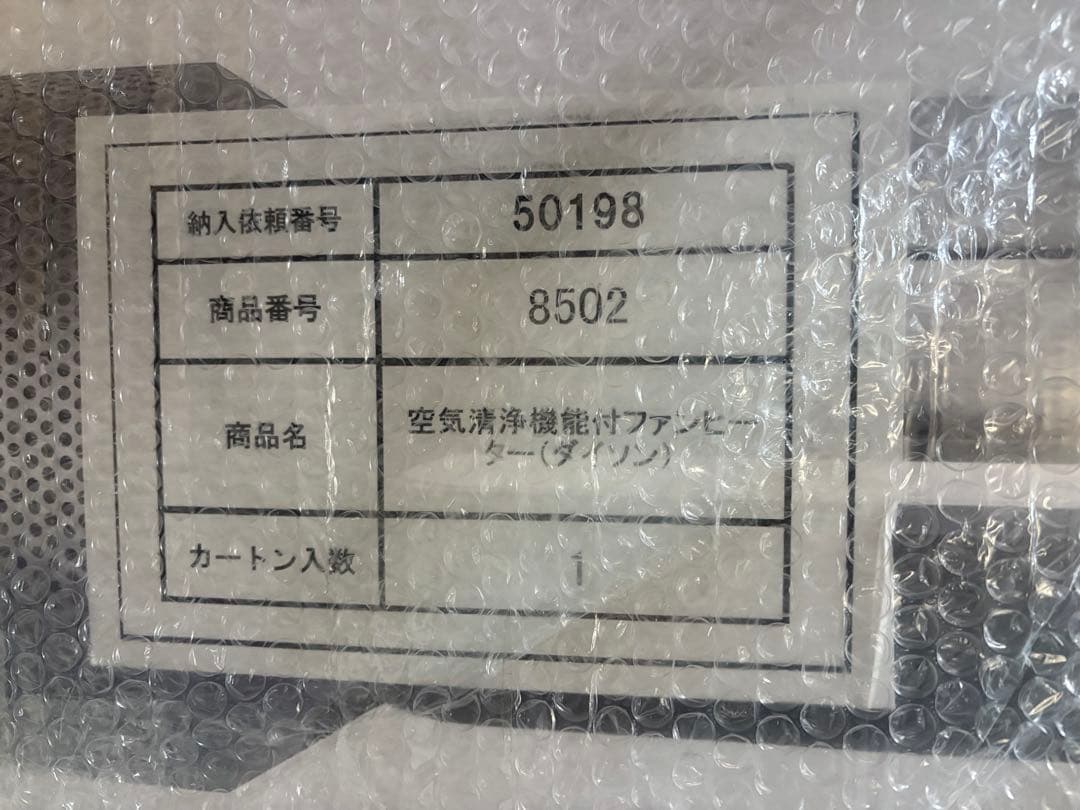 納入依頼番号 50198
商品番号 8502
商品名 空気清浄機能付ファンヒー
ター(ダイソン)
カートン入数 1